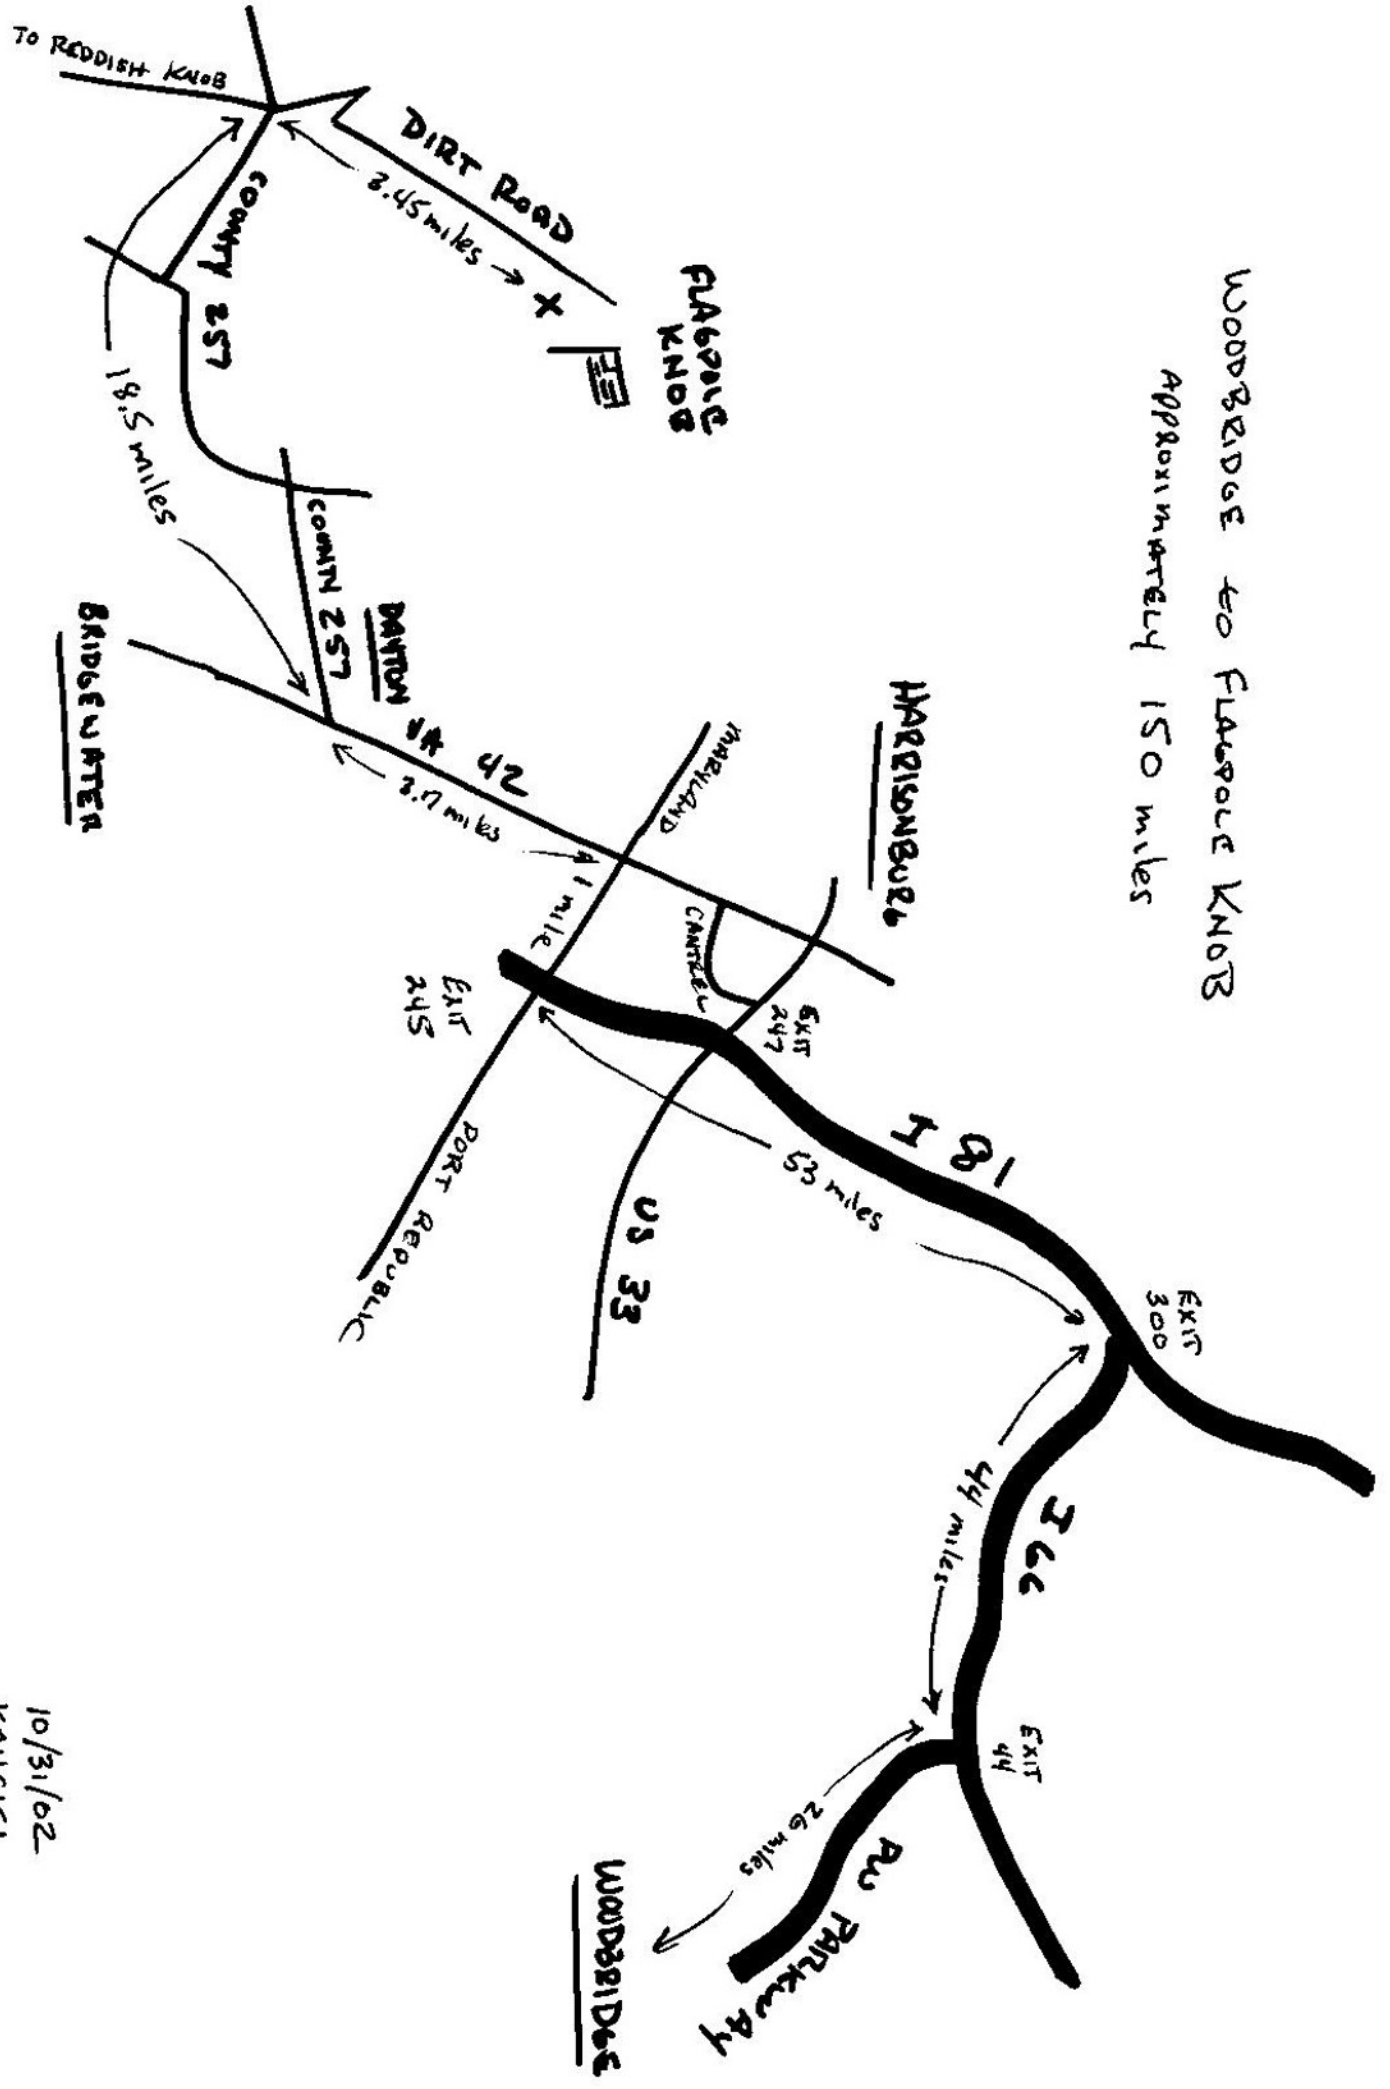 WOODBRIDGE to FLAGPOLE KNOB
APPROXIMATELY 150 miles
TO REDDISH KNOB
DIRT ROAD
3.45 miles
FLAGPOLE
KNOB
COUNTY 257
18.5 miles
COUNTY 257
DAYTON
BRIDGEWATER
VA 42
3.7 miles
MARYLAND
HARRISONBURG
1 mile
CANTREL
EXIT
245
EXIT
247
PORT REPUBLIC
US 33
I 81
53 miles
EXIT
300
44 miles
I 66
EXIT
44
26 miles
PW PARKWAY
WOODBRIDGE
10/31/02